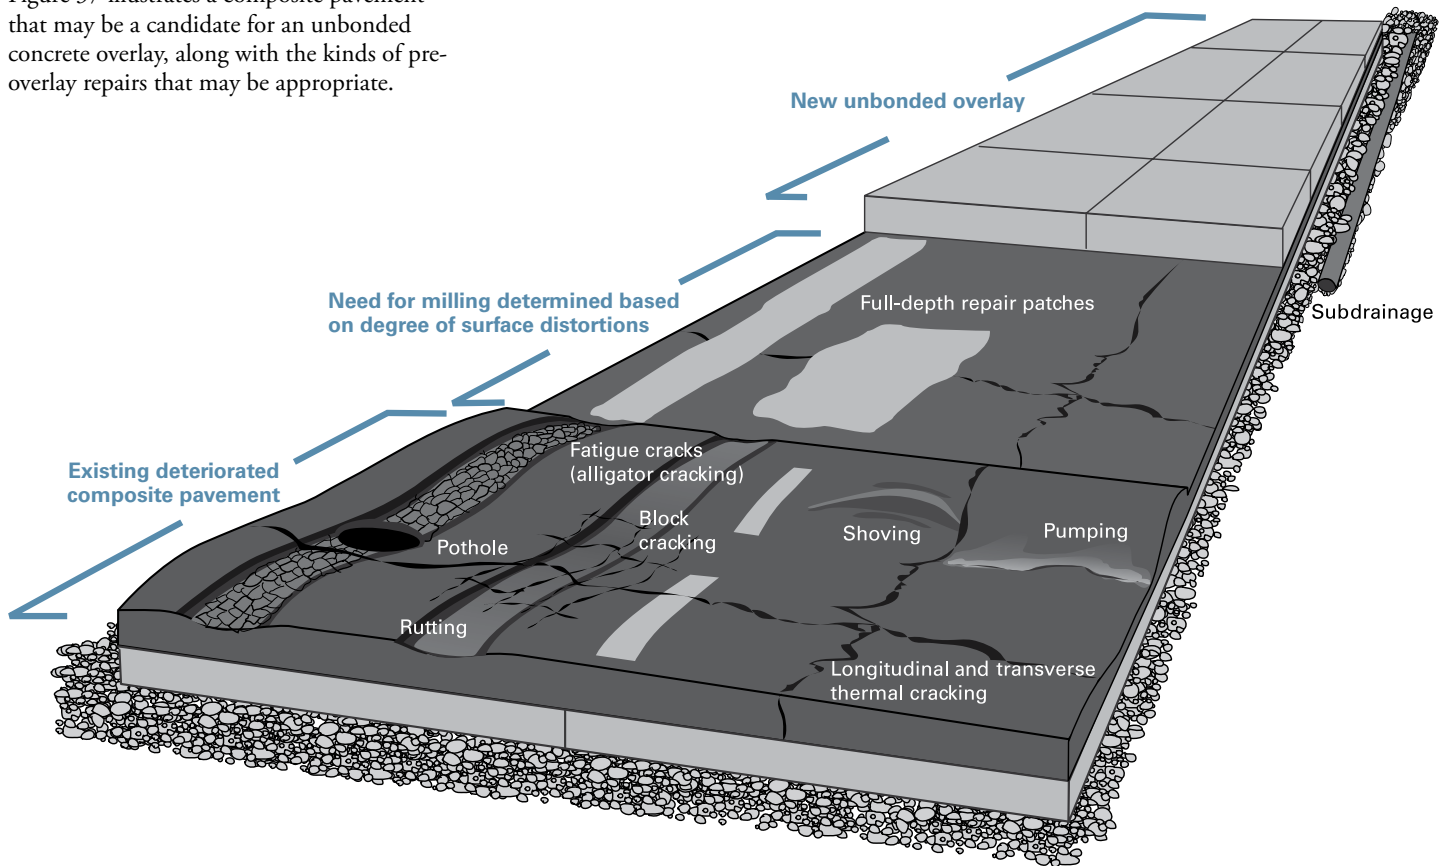 that may be a candidate for an unbonded
concrete overlay, along with the kinds of pre-
overlay repairs that may be appropriate.
New unbonded overlay
Need for milling determined based
on degree of surface distortions
Full-depth repair patches
Subdrainage
Existing deteriorated
composite pavement
Fatigue cracks
(alligator cracking)
Block
cracking
Pothole
Shoving
Pumping
Rutting
Longitudinal and transverse
thermal cracking